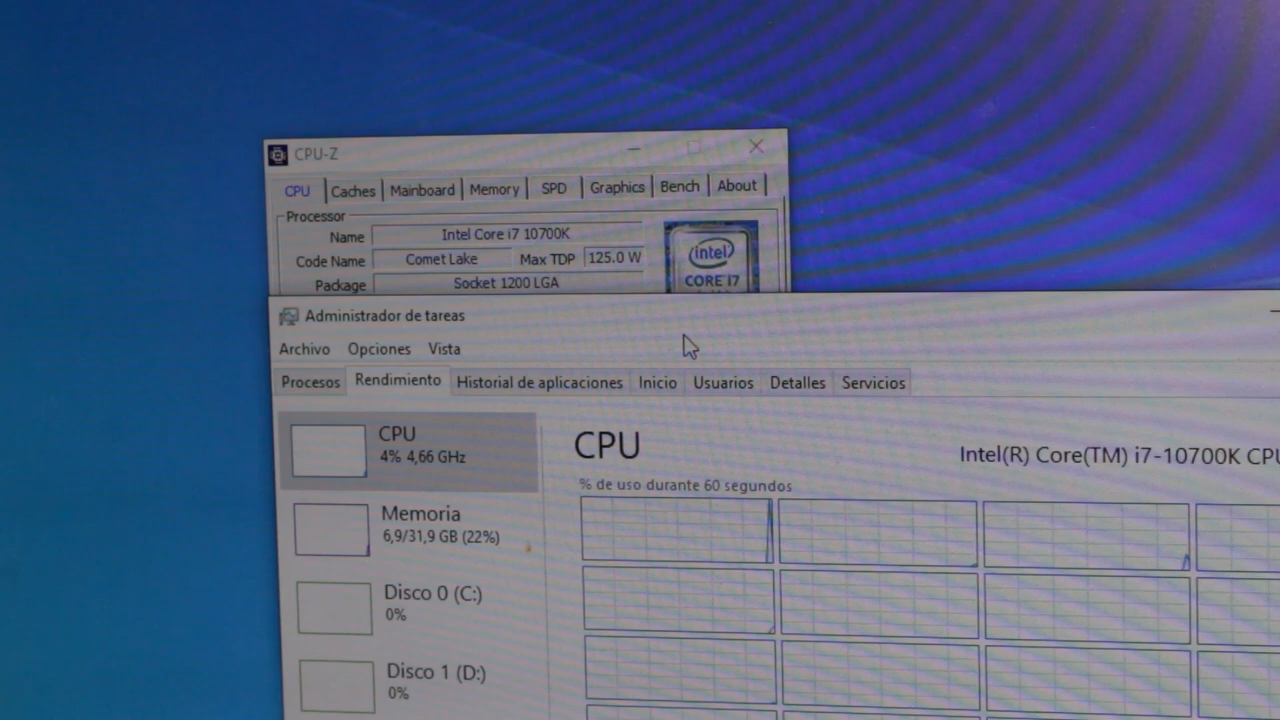 CPU-Z
CPU Caches Mainboard Memory SPD Graphics Bench About
Processor
Name Intel Core i7 10700K
Code Name Comet Lake Max TDP 125.0 W
Package Socket 1200 LGA
intel
CORE i7
Administrador de tareas
Archivo Opciones Vista
Procesos Rendimiento Historial de aplicaciones Inicio Usuarios Detalles Servicios
CPU
4% 4,66 GHz
Memoria
6,9/31,9 GB (22%)
Disco 0 (C:)
0%
Disco 1 (D:)
0%
CPU
Intel(R) Core(TM) i7-10700K CPU
% de uso durante 60 segundos